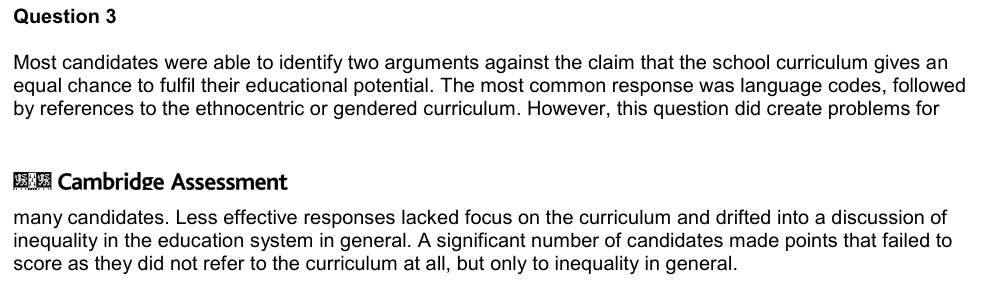 Question 3
Most candidates were able to identify two arguments against the claim that the school curriculum gives an
equal chance to fulfil their educational potential. The most common response was language codes, followed
by references to the ethnocentric or gendered curriculum. However, this question did create problems for
Cambridge Assessment
many candidates. Less effective responses lacked focus on the curriculum and drifted into a discussion of
inequality in the education system in general. A significant number of candidates made points that failed to
score as they did not refer to the curriculum at all, but only to inequality in general.